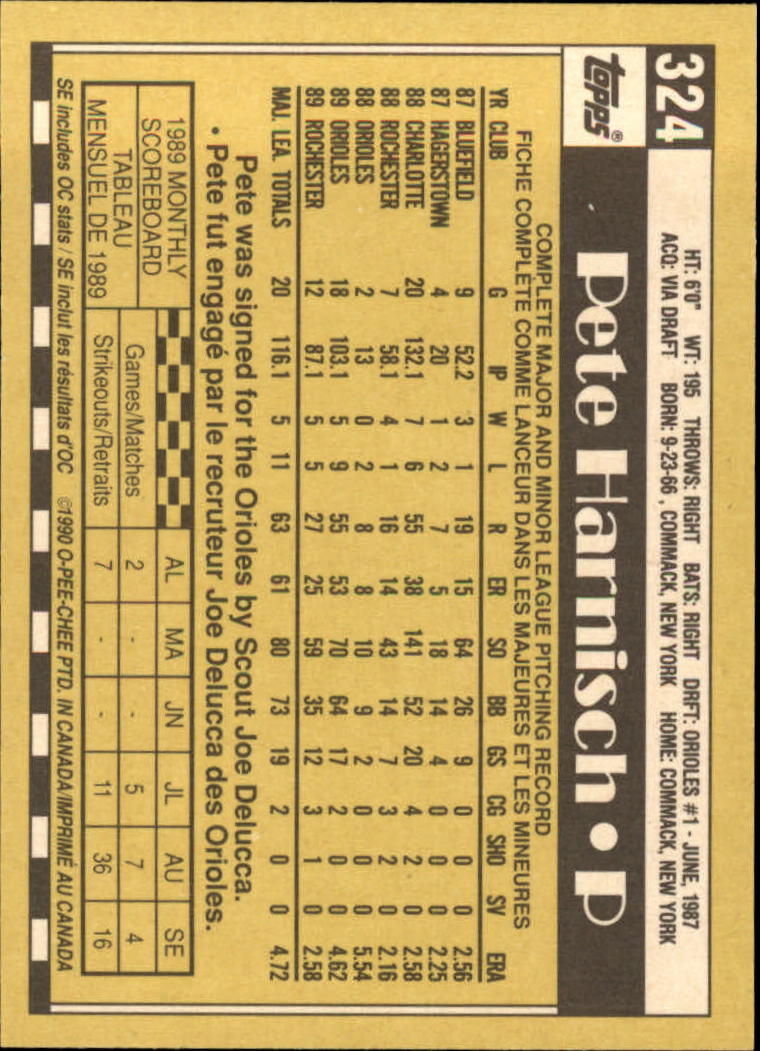 324
HT: 6'0" WT: 195 THROWS: RIGHT BATS: RIGHT DRFT: ORIOLES #1 - JUNE, 1987
ACQ: VIA DRAFT BORN: 9-23-66, COMMACK, NEW YORK HOME: COMMACK, NEW YORK
topps®
Pete Harnisch • P
COMPLETE MAJOR AND MINOR LEAGUE PITCHING RECORD
FICHE COMPLÈTE COMME LANCEUR DANS LES MAJEURES ET LES MINEURES
YR CLUB G IP W L R ER SO BB GS CG SHO SV ERA
87 BLUEFIELD 9 52.2 3 1 19 15 64 26 9 0 0 0 2.56
87 HAGERSTOWN 4 20 1 2 7 5 18 14 4 0 0 0 2.25
88 CHARLOTTE 20 132.1 7 6 55 38 141 52 20 4 2 0 2.58
88 ROCHESTER 7 58.1 4 1 16 14 43 14 7 3 2 0 2.16
88 ORIOLES 2 13 0 2 8 8 10 9 2 0 0 0 5.54
89 ORIOLES 18 103.1 5 9 55 53 70 64 17 2 0 0 4.62
89 ROCHESTER 12 87.1 5 5 27 25 59 35 12 3 1 0 2.58
MAJ. LEA. TOTALS 20 116.1 5 11 63 61 80 73 19 2 0 0 4.72
Pete was signed for the Orioles by Scout Joe Delucca.
• Pete fut engagé par le recruteur Joe Delucca des Orioles.
1989 MONTHLY
SCOREBOARD
TABLEAU
MENSUEL DE 1989
AL MA JN JL AU SE
Games/Matches 2 - - 5 7 4
Strikeouts/Retraits 7 - - 11 36 16
SE includes OC stats / SE inclut les résultats d'OC ©1990 O-PEE-CHEE PTD. IN CANADA/IMPRIMÉ AU CANADA